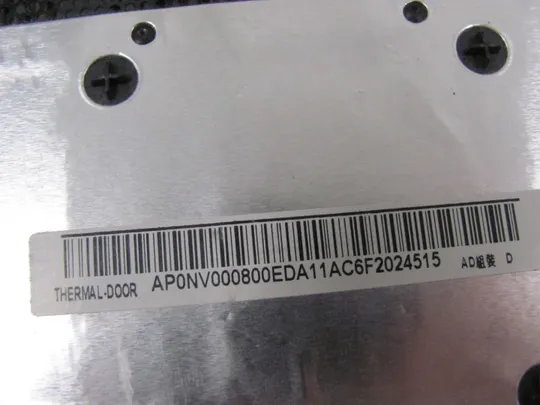 THERMAL-DOOR AP0NV000800EDA11AC6F2024515 AD組裝 D